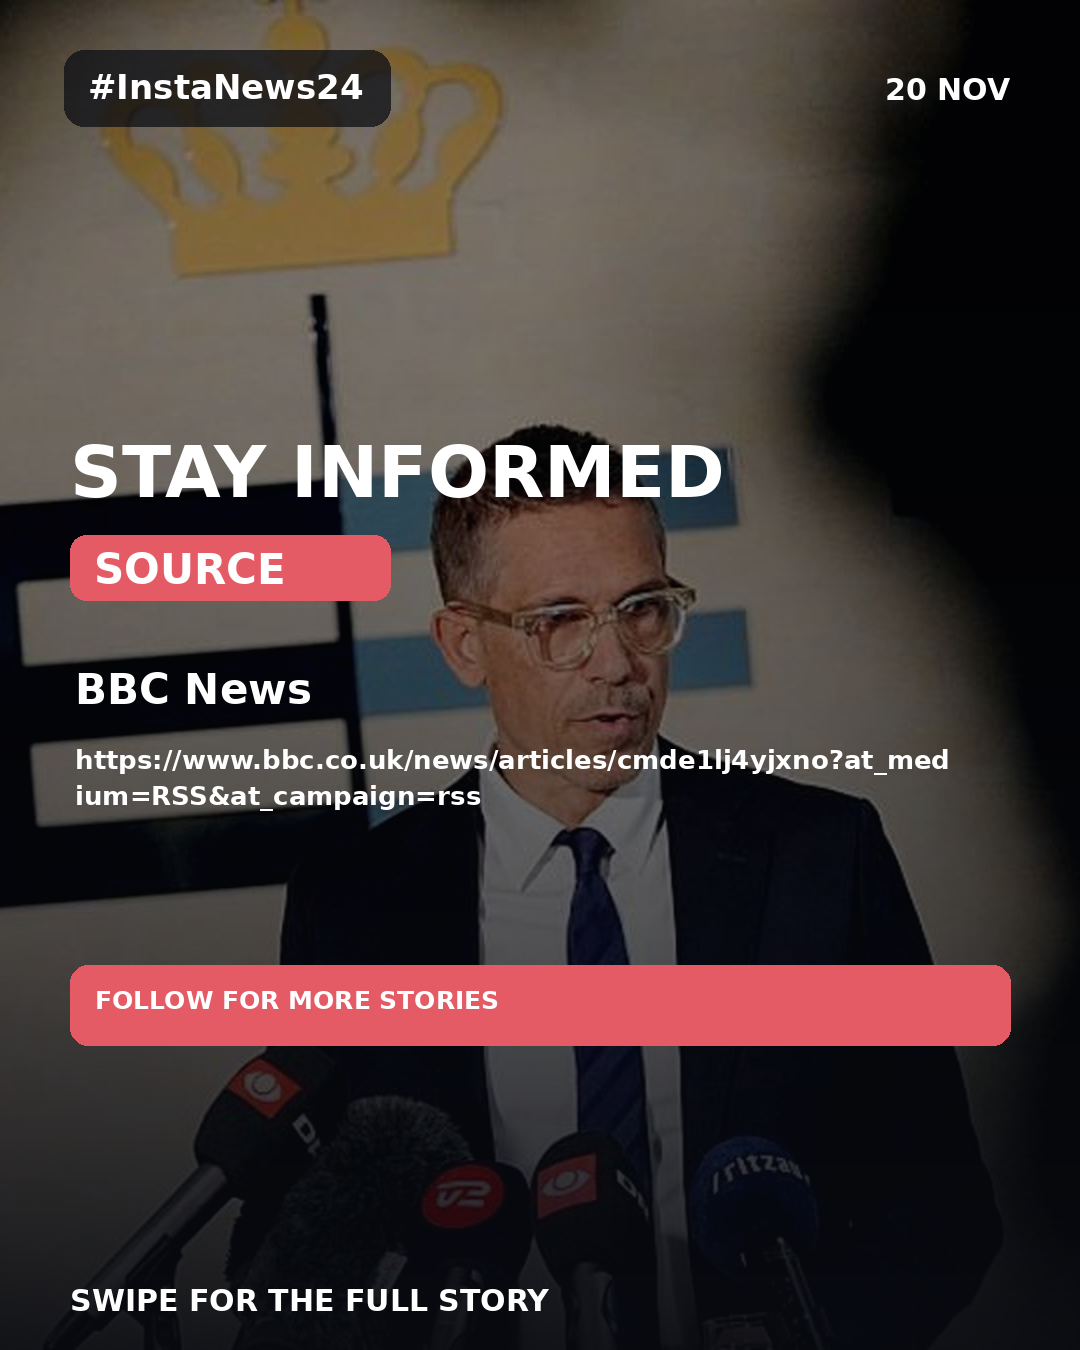 #InstaNews24
20 NOV
STAY INFORMED
SOURCE
BBC News
https://www.bbc.co.uk/news/articles/cmde1lj4yjxno?at_med
ium=RSS&at_campaign=rss
FOLLOW FOR MORE STORIES
/ritzau
SWIPE FOR THE FULL STORY